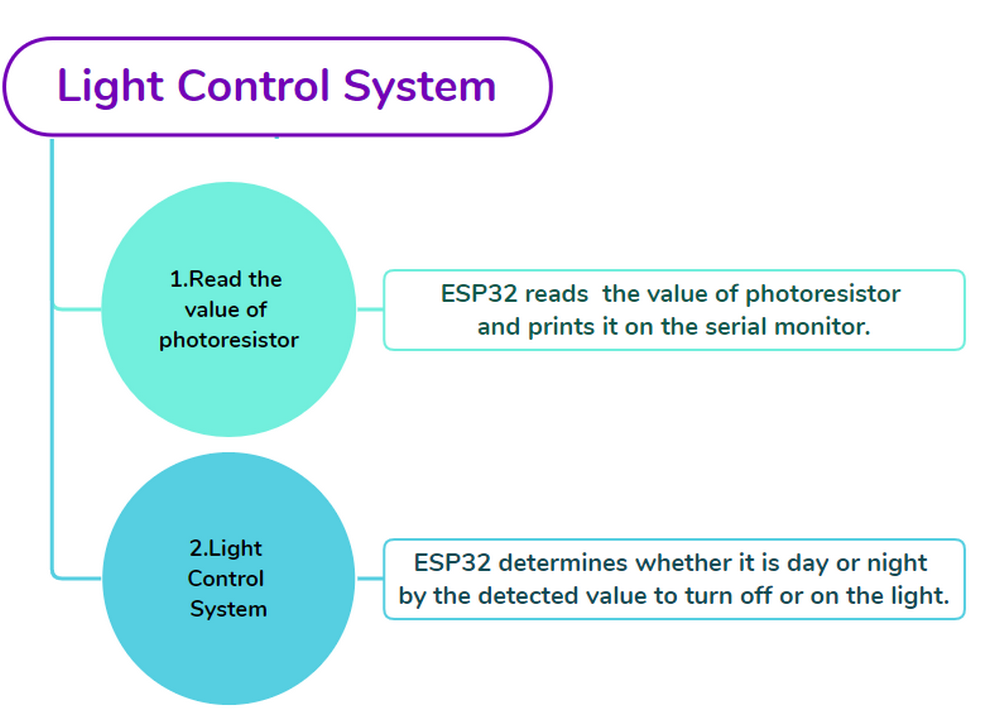 Light Control System
1.Read the
value of
photoresistor
ESP32 reads  the value of photoresistor
and prints it on the serial monitor.
2.Light
Control
System
ESP32 determines whether it is day or night
by the detected value to turn off or on the light.